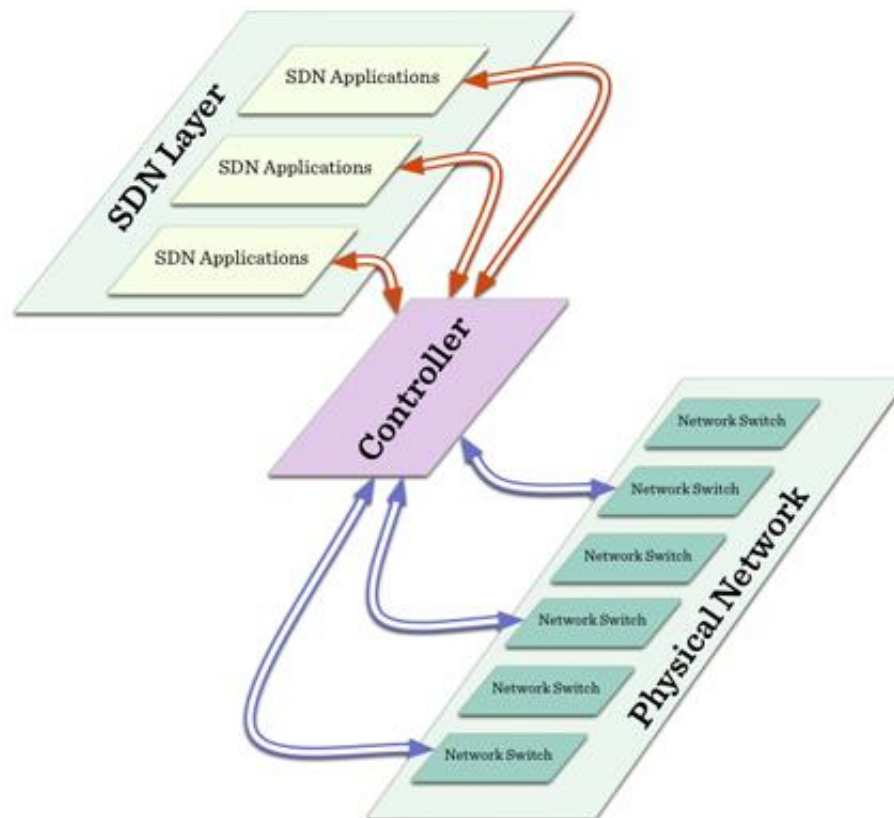 SDN Layer
SDN Applications
SDN Applications
SDN Applications
Controller
Network Switch
Network Switch
Network Switch
Network Switch
Network Switch
Network Switch
Physical Network